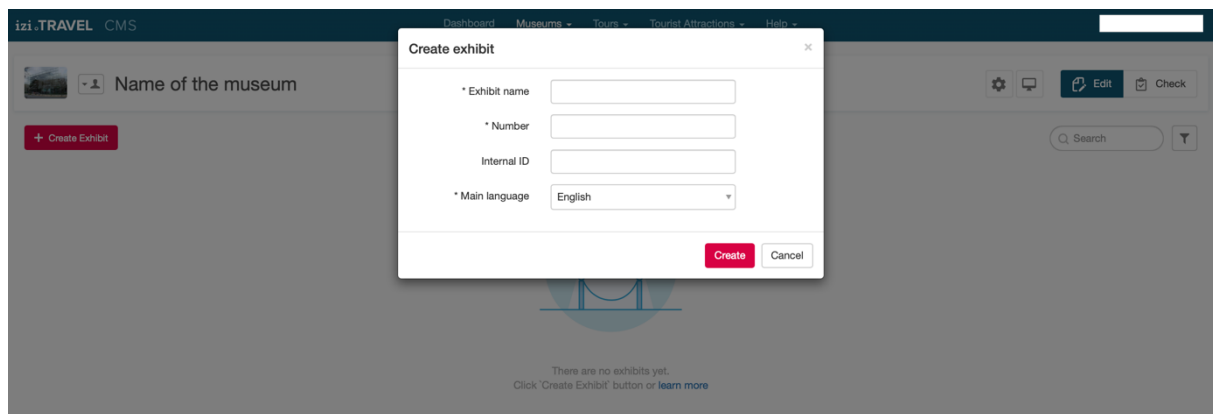 izi.TRAVEL CMS Dashboard Museums Tours Tourist Attractions Help
Create exhibit ×
Name of the museum
Edit Check
* Exhibit name
* Number
Internal ID
* Main language English
+ Create Exhibit
Search
Create Cancel
There are no exhibits yet.
Click `Create Exhibit` button or learn more